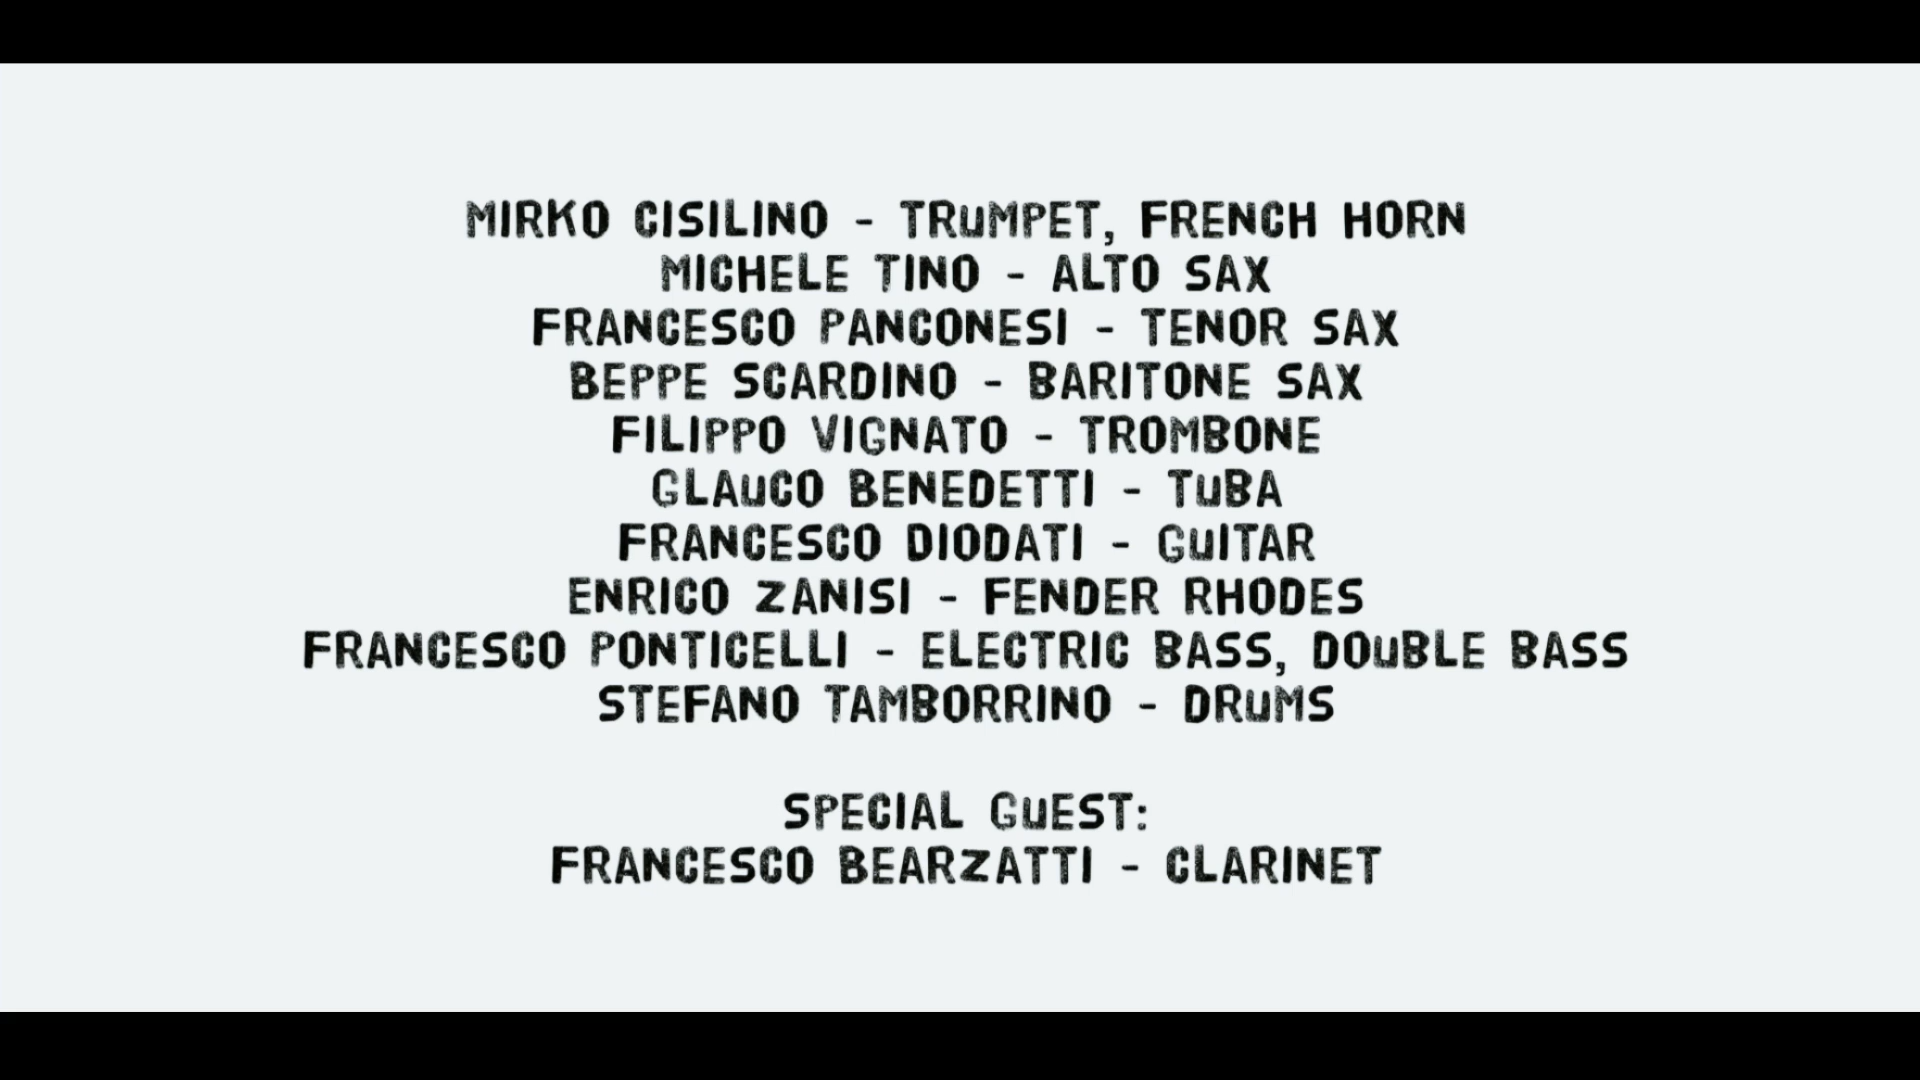 MIRKO CISILINO - TRuMPET, FRENCH HORN
MICHELE TINO - ALTO SAX
FRANCESCO PANCONESI - TENOR SAX
BEPPE SCARDINO - BARITONE SAX
FILIPPO VIGNATO - TROMBONE
GLAuCO BENEDETTI - TuBA
FRANCESCO DIODATI - GuITAR
ENRICO ZANISI - FENDER RHODES
FRANCESCO PONTICELLI - ELECTRIC BASS, DOuBLE BASS
STEFANO TAMBORRINO - DRuMS
SPECIAL GuEST:
FRANCESCO BEARZATTI - CLARINET